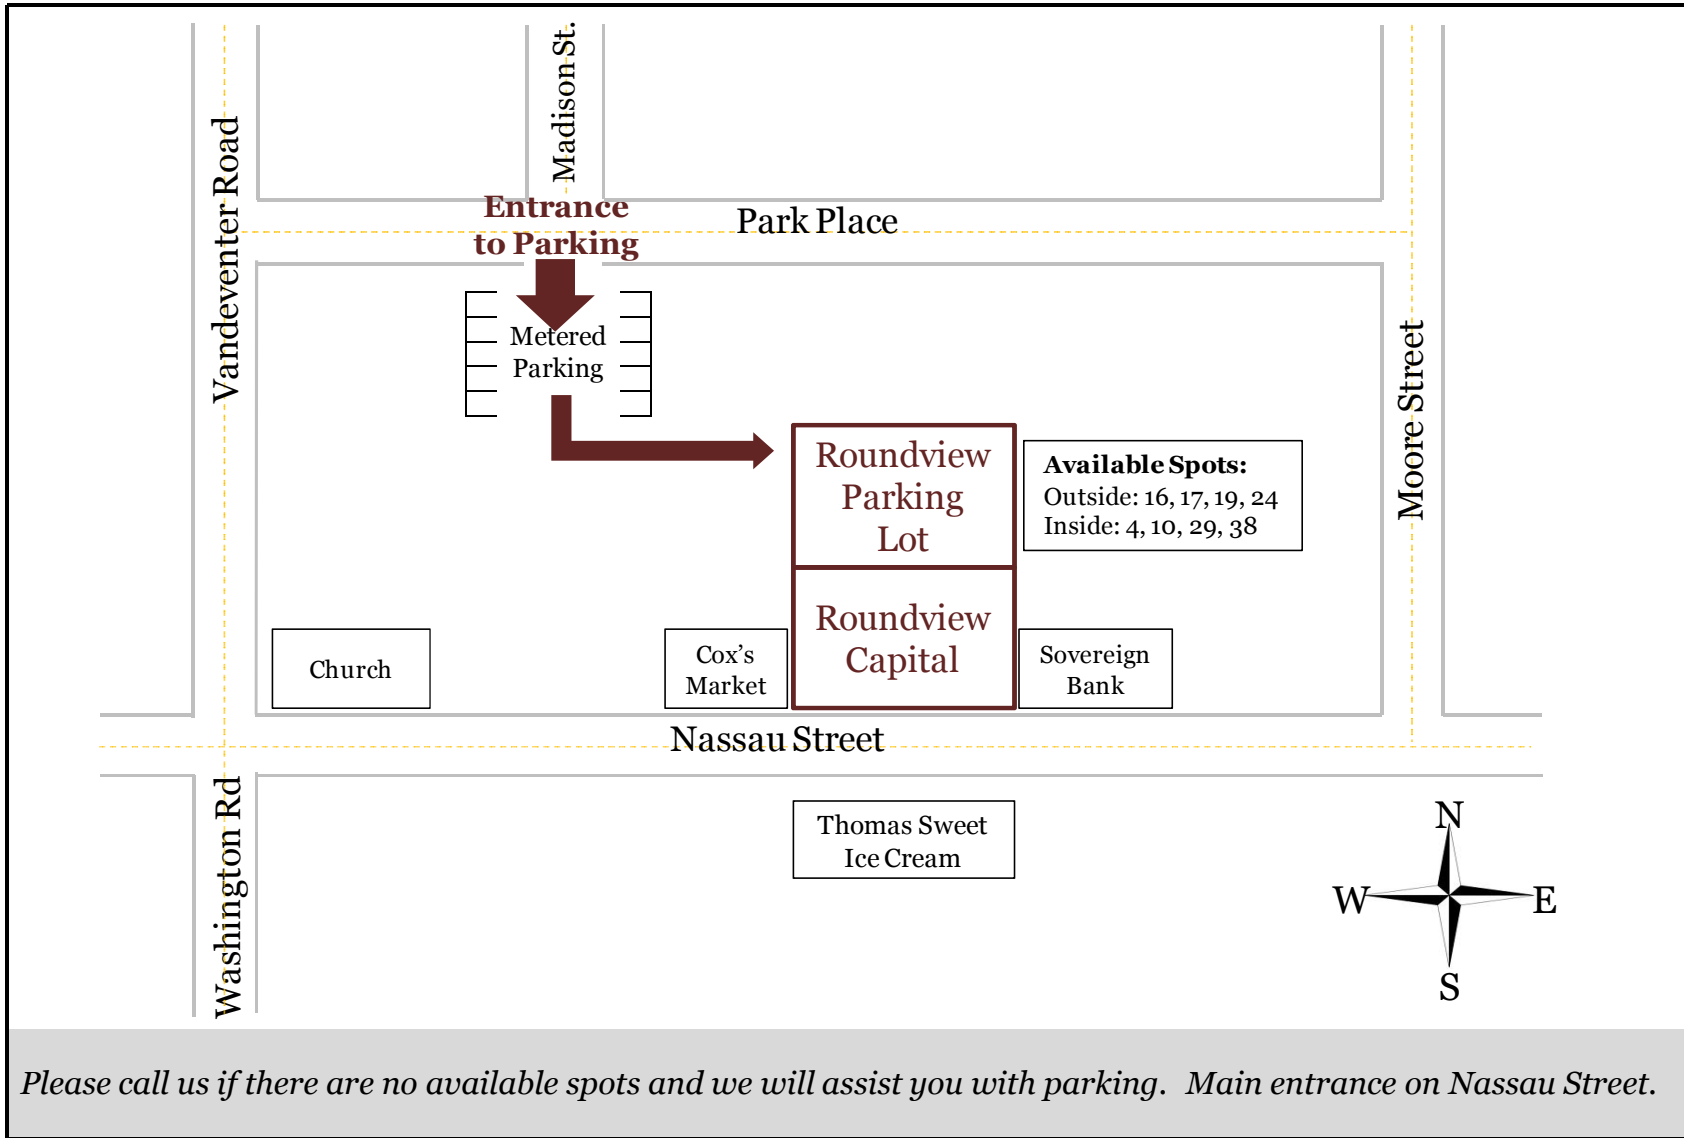 Madison St.
Vandeventer Road
Entrance
to Parking
Park Place
Metered
Parking
Moore Street
Roundview
Parking
Lot
Available Spots:
Outside: 16, 17, 19, 24
Inside: 4, 10, 29, 38
Church
Cox's
Market
Roundview
Capital
Sovereign
Bank
Nassau Street
Washington Rd
Thomas Sweet
Ice Cream
N
W
E
S
Please call us if there are no available spots and we will assist you with parking.  Main entrance on Nassau Street.